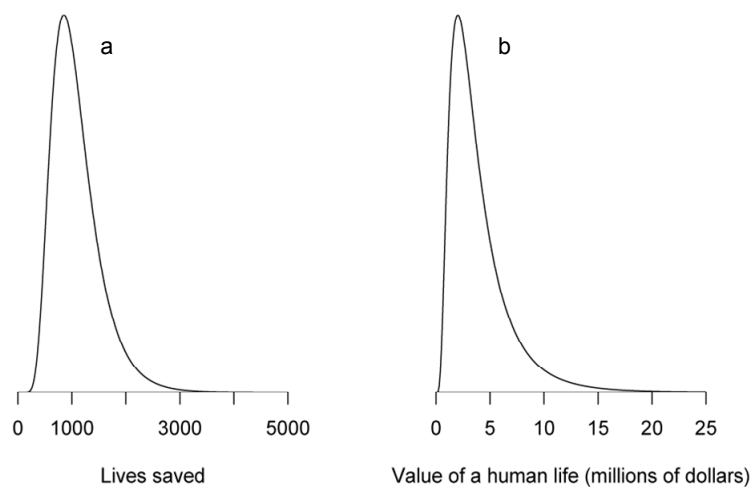 a
b
0 1000 3000 5000
0 5 10 15 20 25
Lives saved
Value of a human life (millions of dollars)